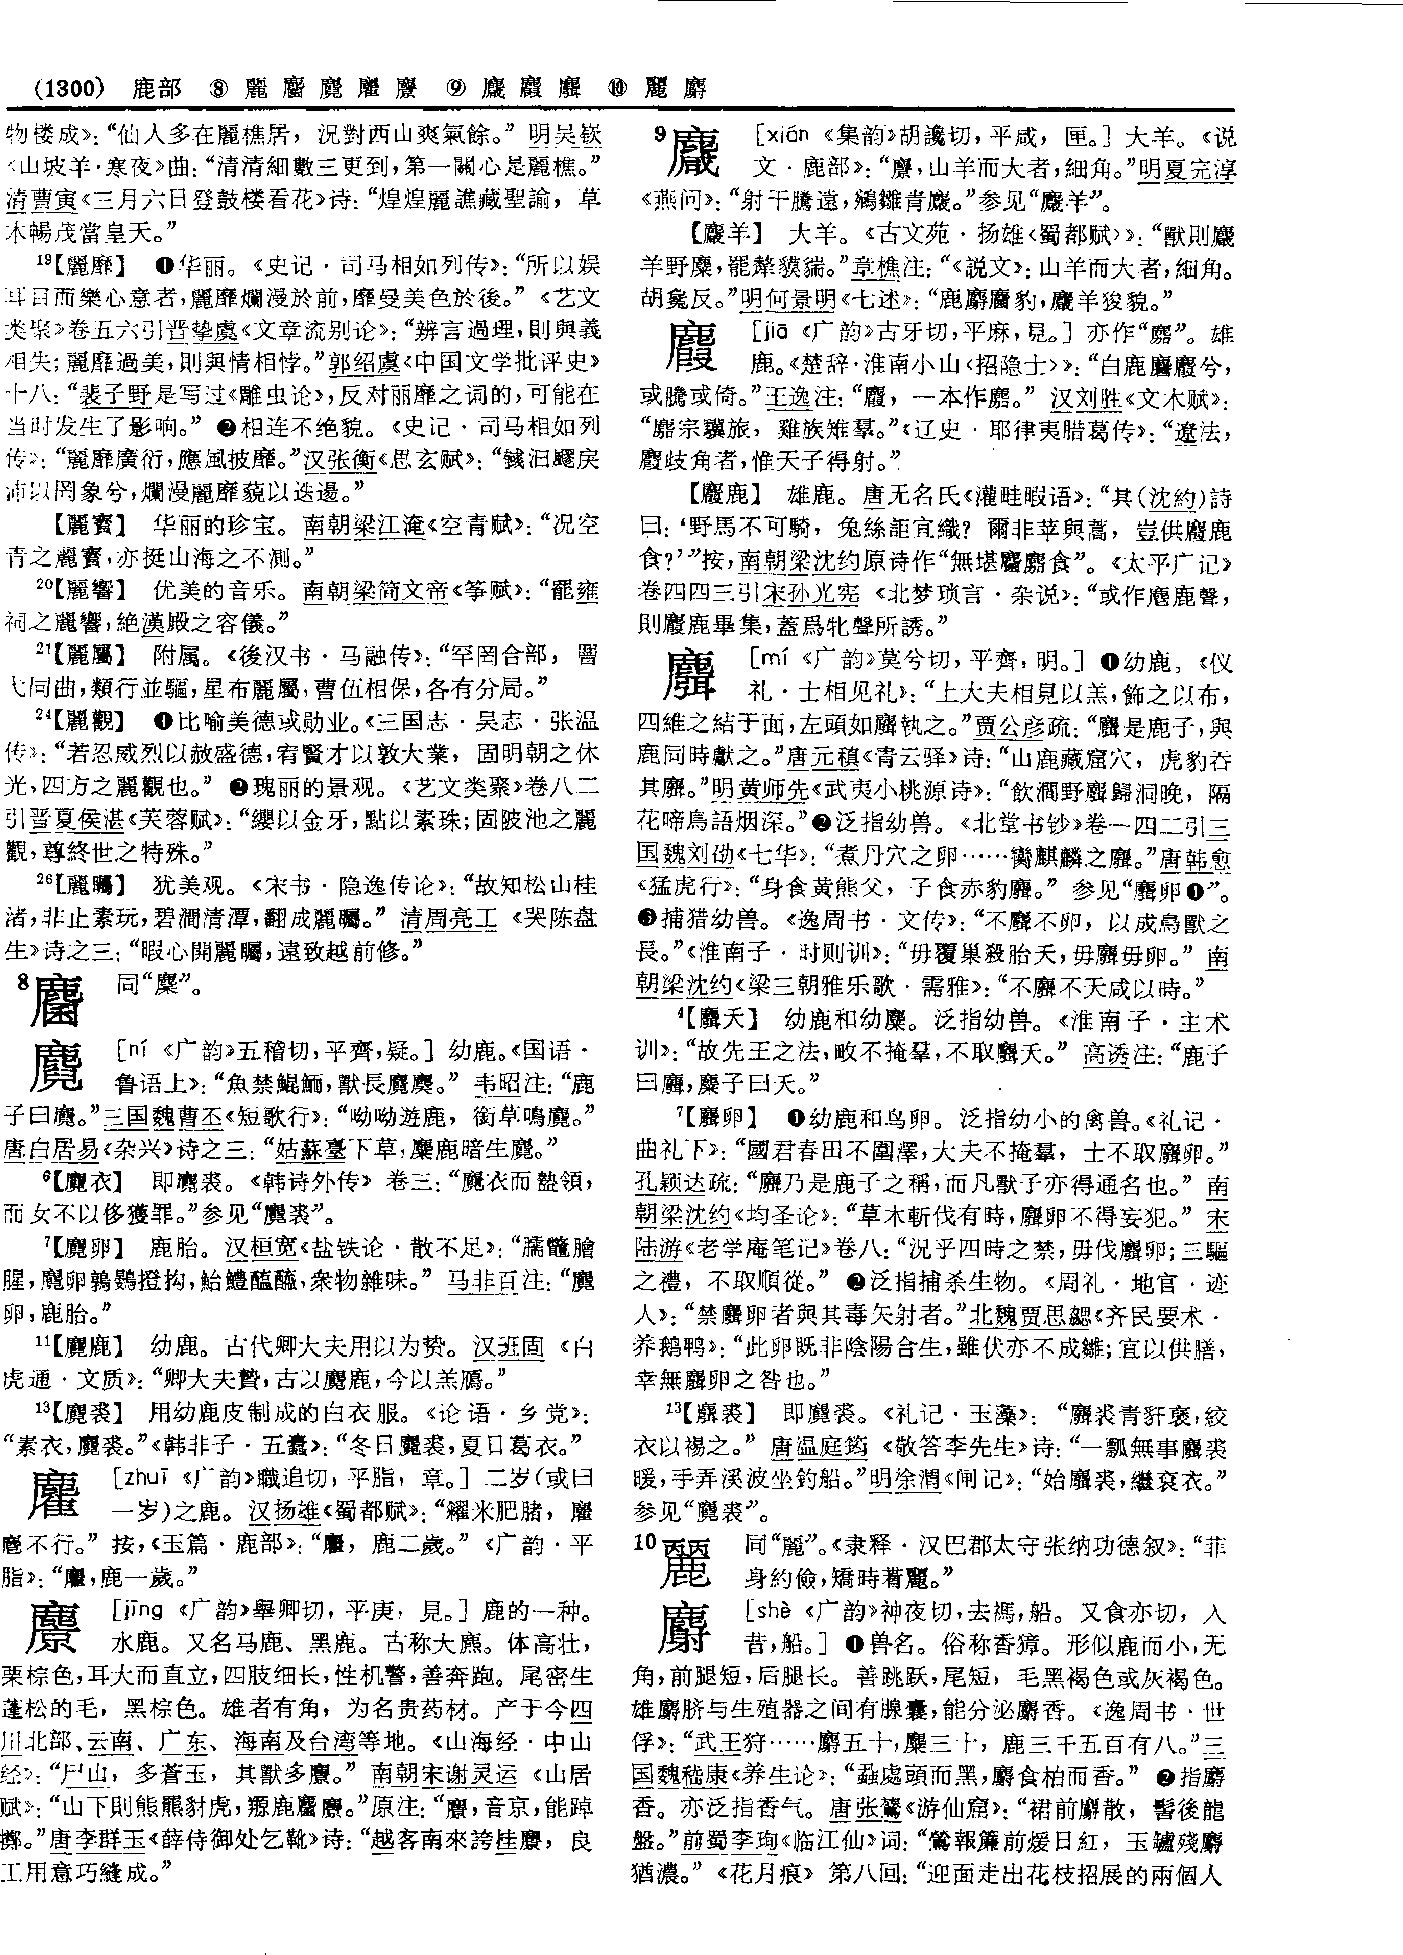 (1300) 鹿部 ⑧ 麗 麕 麑 䴺 麖 ⑨ 麙 麚 麛 ⑩ 麗 麝
物楼成》：“仙人多在麗樵居，況對西山爽氣餘。”明吴嵚
《山坡羊·寒夜》曲：“清清細數三更到，第一關心是麗樵。”
清曹寅《三月六日登鼓楼看花》诗：“煌煌麗譙藏聖諭，草
木暢茂當皇天。”
¹⁹【麗靡】 ❶华丽。《史记·司马相如列传》：“所以娱
耳目而樂心意者，麗靡爛漫於前，靡曼美色於後。”《艺文
类聚》卷五六引晋挚虞《文章流别论》：“辨言過理，則與義
相失；麗靡過美，則與情相悖。”郭绍虞《中国文学批评史》
十八：“裴子野是写过《雕虫论》，反对丽靡之词的，可能在
当时发生了影响。”❷相连不绝貌。《史记·司马相如列
传》：“麗靡廣衍，應風披靡。”汉张衡《思玄赋》：“戫汩飂戾
沛以罔象兮，爛漫麗靡藐以迭逷。”
【麗寳】 华丽的珍宝。南朝梁江淹《空青赋》：“况空
青之麗寳，亦挺山海之不測。”
²⁰【麗響】 优美的音乐。南朝梁简文帝《筝赋》：“罷雍
祠之麗響，絶漢殿之容儀。”
²¹【麗屬】 附属。《後汉书·马融传》：“罕罔合部，罾
弋同曲，類行並驅，星布麗屬，曹伍相保，各有分局。”
²⁴【麗觀】 ❶比喻美德或勋业。《三国志·吴志·张温
传》：“若忍威烈以赦盛德，宥賢才以敦大業，固明朝之休
光，四方之麗觀也。”❷瑰丽的景观。《艺文类聚》卷八二
引晋夏侯湛《芙蓉赋》：“纓以金牙，點以素珠；固陂池之麗
觀，尊終世之特殊。”
²⁶【麗矚】 犹美观。《宋书·隐逸传论》：“故知松山桂
渚，非止素玩，碧澗清潭，翻成麗矚。”清周亮工《哭陈盘
生》诗之三：“暇心開麗矚，遠致越前修。”
8 麕 同“麇”。
麑 [ní 《广韵》五稽切，平齊，疑。] 幼鹿。《国语·
鲁语上》：“魚禁鯤鮞，獸長麑麌。”韦昭注：“鹿
子曰麑。”三国魏曹丕《短歌行》：“呦呦遊鹿，銜草鳴麑。”
唐白居易《杂兴》诗之三：“姑蘇臺下草，麋鹿暗生麑。”
⁶【麑衣】 即麑裘。《韩诗外传》卷三：“麑衣而盩領，
而女不以侈獲罪。”参见“麑裘”。
⁷【麑卵】 鹿胎。汉桓宽《盐铁论·散不足》：“臑鼈膾
腥，麑卵鶉鷃橙拘，鮐鱧醢醯，衆物雜味。”马非百注：“麑
卵，鹿胎。”
¹¹【麑鹿】 幼鹿。古代卿大夫用以为贽。汉班固《白
虎通·文质》：“卿大夫贄，古以麑鹿，今以羔鴈。”
¹³【麑裘】 用幼鹿皮制成的白衣服。《论语·乡党》：
“素衣，麑裘。”《韩非子·五蠹》：“冬日麑裘，夏日葛衣。”
䴺 [zhuī 《广韵》職追切，平脂，章。] 二岁（或曰
一岁）之鹿。汉扬雄《蜀都赋》：“糴米肥腞，䴺
麀不行。”按，《玉篇·鹿部》：“䴺，鹿二歲。”《广韵·平
脂》：“䴺，鹿一歲。”
麖 [jīng 《广韵》舉卿切，平庚，見。] 鹿的一种。
水鹿。又名马鹿、黑鹿。古称大麃。体高壮，
栗棕色，耳大而直立，四肢细长，性机警，善奔跑。尾密生
蓬松的毛，黑棕色。雄者有角，为名贵药材。产于今四
川北部、云南、广东、海南及台湾等地。《山海经·中山
经》：“尸山，多蒼玉，其獸多麖。”南朝宋谢灵运《山居
赋》：“山下則熊羆豺虎，羱鹿麕麖。”原注：“麖，音京，能踔
擲。”唐李群玉《薛侍御处乞靴》诗：“越客南來誇桂麖，良
工用意巧縫成。”
9 麙 [xián 《集韵》胡讒切，平咸，匣。] 大羊。《说
文·鹿部》：“麙，山羊而大者，細角。”明夏完淳
《燕问》：“射干騰遠，鵷雛青麙。”参见“麙羊”。
【麙羊】 大羊。《古文苑·扬雄〈蜀都赋〉》：“獸則麙
羊野麋，罷犛貘貒。”章樵注：“《說文》：山羊而大者，细角。
胡毚反。”明何景明《七述》：“鹿麝麕豹，麙羊狻貌。”
麚 [jiā 《广韵》古牙切，平麻，見。] 亦作“麍”。雄
鹿。《楚辞·淮南小山〈招隐士〉》：“白鹿麕麚兮，
或騰或倚。”王逸注：“麚，一本作麍。”汉刘胜《文木赋》：
“麚宗驥旅，雞族雉羣。”《辽史·耶律夷腊葛传》：“遼法，
麚歧角者，惟天子得射。”
【麚鹿】 雄鹿。唐无名氏《灌畦暇语》：“其（沈約）詩
曰：‘野馬不可騎，兔絲詎宜織？爾非苹與蒿，豈供麚鹿
食？’”按，南朝梁沈约原诗作“無堪麕麝食”。《太平广记》
卷四四三引宋孙光宪《北梦琐言·杂说》：“或作麀鹿聲，
則麚鹿畢集，蓋爲牝聲所誘。”
麛 [mí 《广韵》莫兮切，平齊，明。] ❶幼鹿。《仪
礼·士相见礼》：“上大夫相見以羔，飾之以布，
四維之結于面，左頭如麛執之。”贾公彦疏：“麛是鹿子，與
鹿同時獻之。”唐元稹《青云驿》诗：“山鹿藏窟穴，虎豹吞
其麛。”明黄师先《武夷小桃源诗》：“飲澗野麛歸洞晚，隔
花啼鳥語烟深。”❷泛指幼兽。《北堂书钞》卷一四二引三
国魏刘劭《七华》：“煮丹穴之卵……臠麒麟之麛。”唐韩愈
《猛虎行》：“身食黃熊父，子食赤豹麛。”参见“麛卵❶”。
❸捕猎幼兽。《逸周书·文传》：“不麛不卵，以成鳥獸之
長。”《淮南子·时则训》：“毋覆巢殺胎夭，毋麛毋卵。”南
朝梁沈约《梁三朝雅乐歌·需雅》：“不麛不夭咸以時。”
⁴【麛夭】 幼鹿和幼麋。泛指幼兽。《淮南子·主术
训》：“故先王之法，畋不掩羣，不取麛夭。”高诱注：“鹿子
曰麛，麋子曰夭。”
⁷【麛卵】 ❶幼鹿和鸟卵。泛指幼小的禽兽。《礼记·
曲礼下》：“國君春田不圍澤，大夫不掩羣，士不取麛卵。”
孔颖达疏：“麛乃是鹿子之稱，而凡獸子亦得通名也。”南
朝梁沈约《均圣论》：“草木斬伐有時，麛卵不得妄犯。”宋
陆游《老学庵笔记》卷八：“況乎四時之禁，毋伐麛卵；三驅
之禮，不取順從。”❷泛指捕杀生物。《周礼·地官·迹
人》：“禁麛卵者與其毒矢射者。”北魏贾思勰《齐民要术·
养鹅鸭》：“此卵既非陰陽合生，雖伏亦不成雛；宜以供膳，
幸無麛卵之咎也。”
¹³【麛裘】 即麑裘。《礼记·玉藻》：“麛裘青豻褎，絞
衣以裼之。”唐温庭筠《敬答李先生》诗：“一瓢無事麛裘
暖，手弄溪波坐釣船。”明徐渭《闸记》：“始麛裘，繼袞衣。”
参见“麑裘”。
10 麗 同“麗”。《隶释·汉巴郡太守张纳功德叙》：“菲
身約儉，矯時莦麗。”
麝 [shè 《广韵》神夜切，去禡，船。又食亦切，入
昔，船。] ❶兽名。俗称香獐。形似鹿而小，无
角，前腿短，后腿长。善跳跃，尾短，毛黑褐色或灰褐色。
雄麝脐与生殖器之间有腺囊，能分泌麝香。《逸周书·世
俘》：“武王狩……麝五十，麋三十，鹿三千五百有八。”三
国魏嵇康《养生论》：“蝨處頭而黑，麝食柏而香。”❷指麝
香。亦泛指香气。唐张鷟《游仙窟》：“裙前麝散，髻後龍
盤。”前蜀李珣《临江仙》词：“鶯報簾前煖日紅，玉鑪殘麝
猶濃。”《花月痕》第八回：“迎面走出花枝招展的兩個人